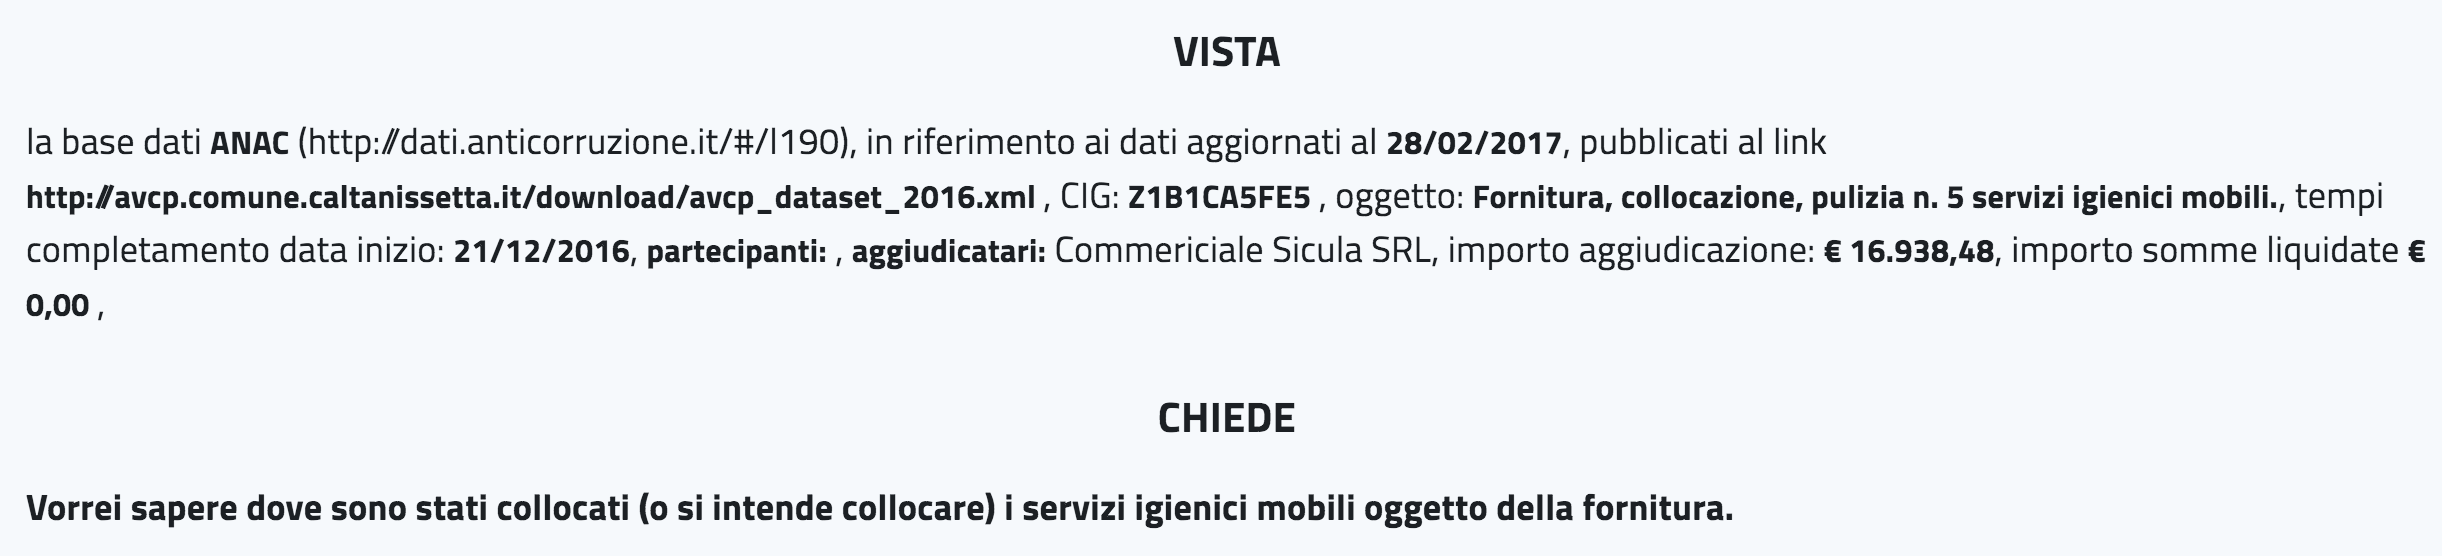 VISTA
la base dati ANAC (http://dati.anticorruzione.it/#/l190), in riferimento ai dati aggiornati al 28/02/2017, pubblicati al link
http://avcp.comune.caltanissetta.it/download/avcp_dataset_2016.xml , CIG: Z1B1CA5FE5 , oggetto: Fornitura, collocazione, pulizia n. 5 servizi igienici mobili., tempi
completamento data inizio: 21/12/2016, partecipanti: , aggiudicatari: Commericiale Sicula SRL, importo aggiudicazione: € 16.938,48, importo somme liquidate €
0,00 ,
CHIEDE
Vorrei sapere dove sono stati collocati (o si intende collocare) i servizi igienici mobili oggetto della fornitura.